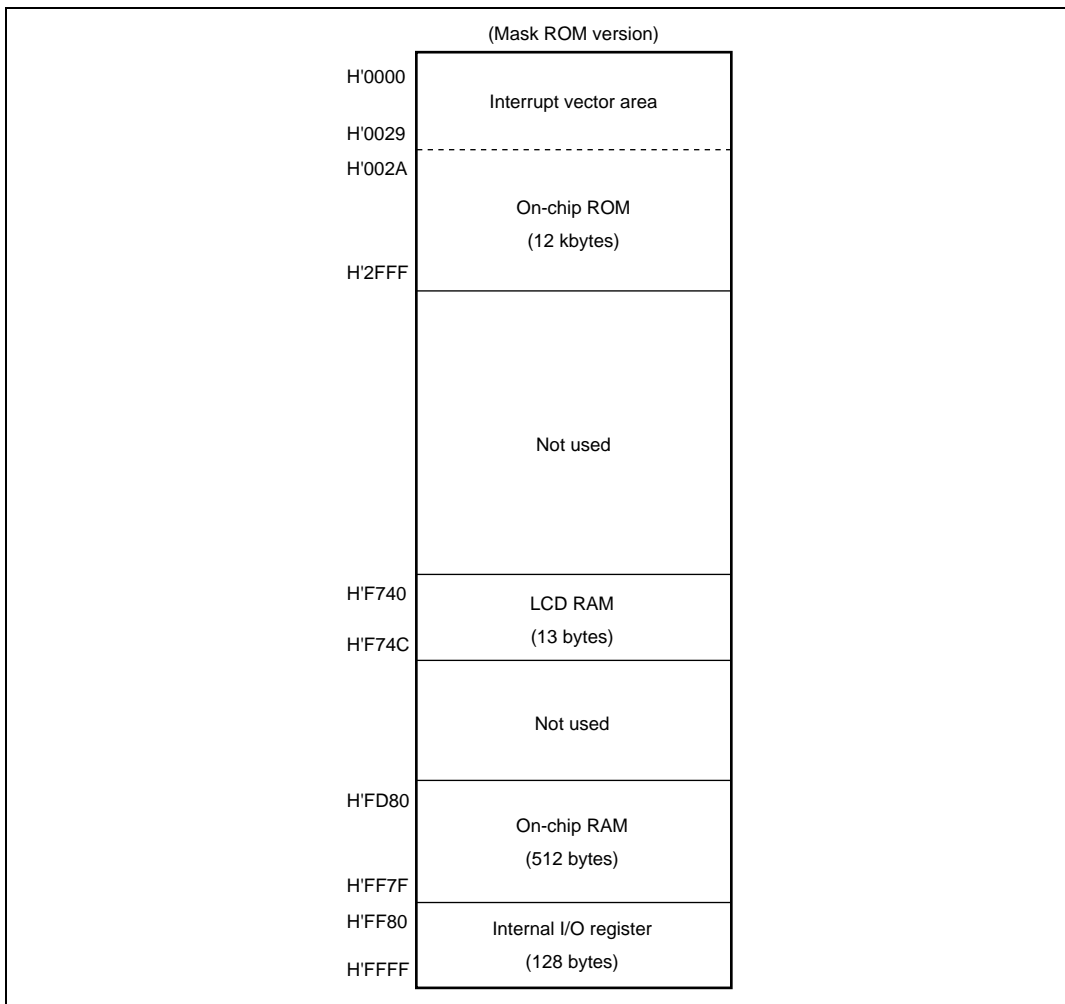 (Mask ROM version)
H'0000
Interrupt vector area
H'0029
H'002A
On-chip ROM
(12 kbytes)
H'2FFF
Not used
H'F740
LCD RAM
(13 bytes)
H'F74C
Not used
H'FD80
On-chip RAM
(512 bytes)
H'FF7F
H'FF80
Internal I/O register
(128 bytes)
H'FFFF